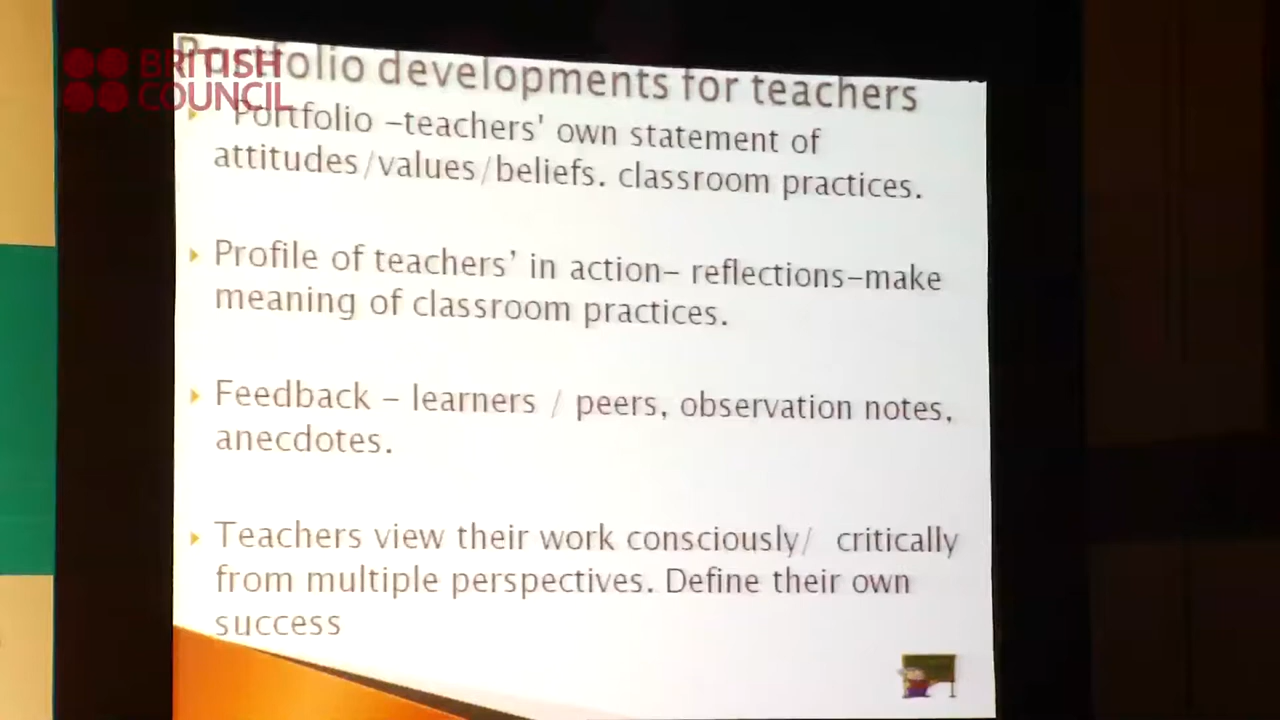 BRITISH
COUNCIL
Portfolio developments for teachers
Portfolio –teachers' own statement of
attitudes/values/beliefs. classroom practices.
Profile of teachers’ in action– reflections–make
meaning of classroom practices.
Feedback – learners / peers, observation notes,
anecdotes.
Teachers view their work consciously/ critically
from multiple perspectives. Define their own
success